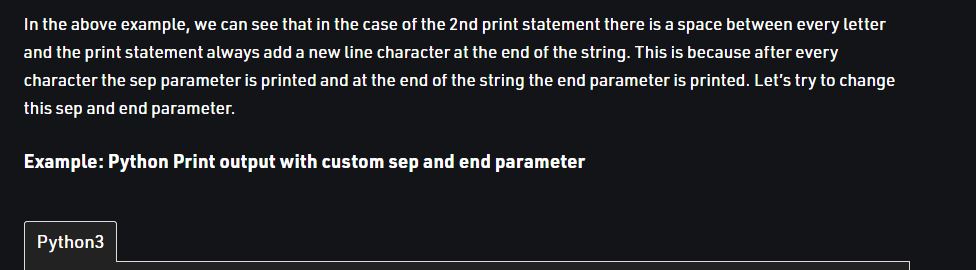 In the above example, we can see that in the case of the 2nd print statement there is a space between every letter
and the print statement always add a new line character at the end of the string. This is because after every
character the sep parameter is printed and at the end of the string the end parameter is printed. Let's try to change
this sep and end parameter.
Example: Python Print output with custom sep and end parameter
Python3